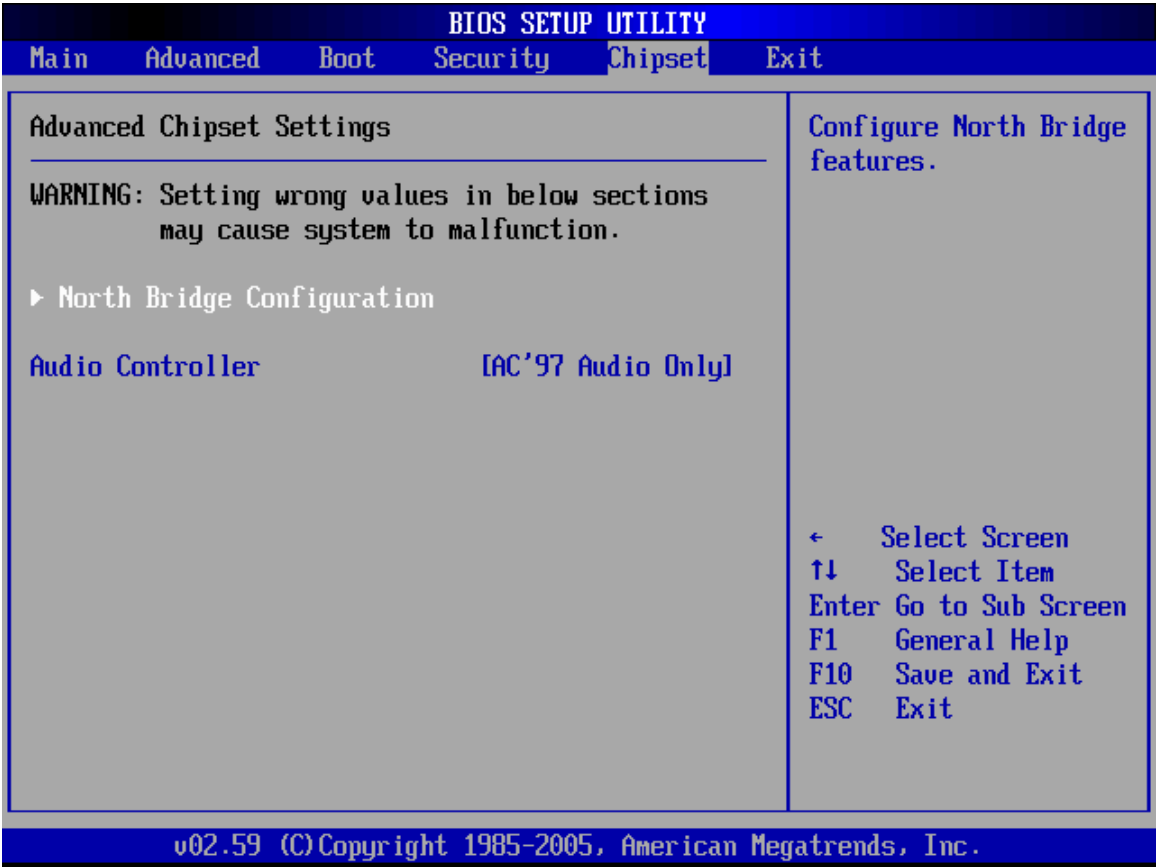 BIOS SETUP UTILITY
Main Advanced Boot Security Chipset Exit
Advanced Chipset Settings
WARNING: Setting wrong values in below sections
may cause system to malfunction.
▶ North Bridge Configuration
Audio Controller [AC'97 Audio Only]
Configure North Bridge
features.
← Select Screen
↑↓ Select Item
Enter Go to Sub Screen
F1 General Help
F10 Save and Exit
ESC Exit
v02.59 (C)Copyright 1985-2005, American Megatrends, Inc.